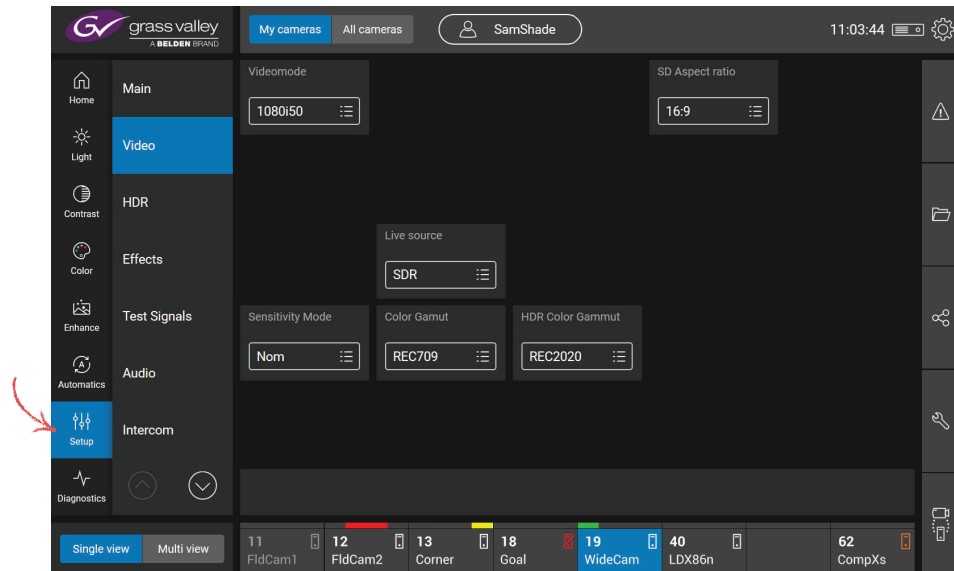 GV grass valley
A BELDEN BRAND
My cameras All cameras
SamShade
11:03:44
Home
Light
Contrast
Color
Enhance
Automatics
Setup
Diagnostics
Main
Video
HDR
Effects
Test Signals
Audio
Intercom
Videomode
1080i50
SD Aspect ratio
16:9
Live source
SDR
Sensitivity Mode
Nom
Color Gamut
REC709
HDR Color Gammut
REC2020
Single view Multi view
11
FldCam1
12
FldCam2
13
Corner
18
Goal
19
WideCam
40
LDX86n
62
CompXs